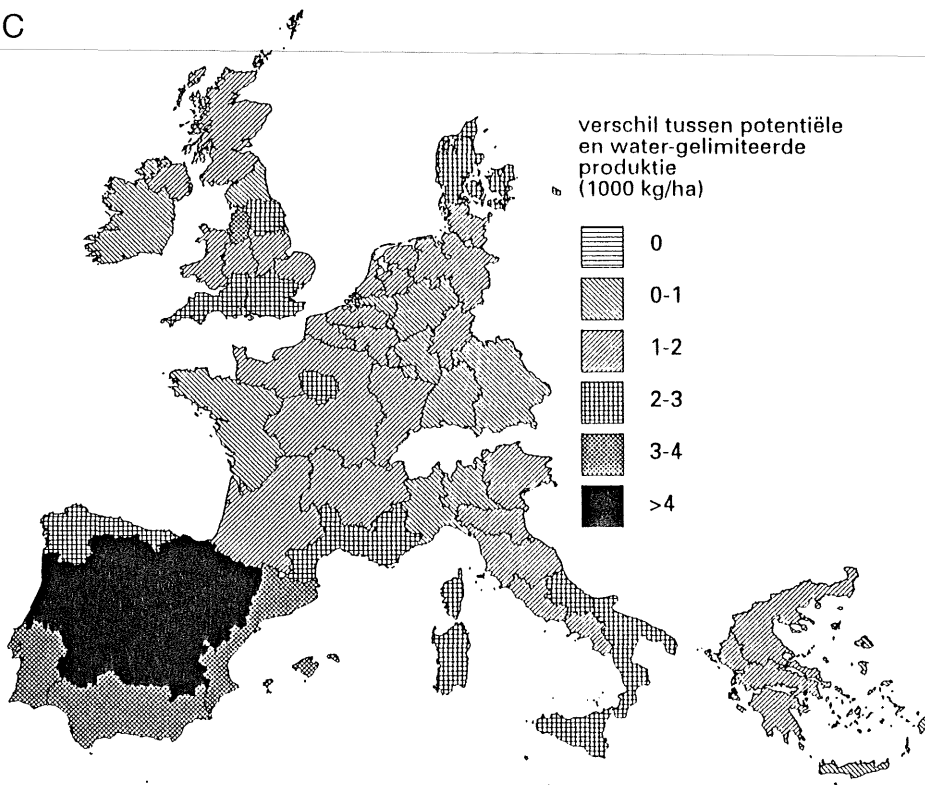 C
verschil tussen potentiële
en water-gelimiteerde
produktie
(1000 kg/ha)
0
0-1
1-2
2-3
3-4
>4